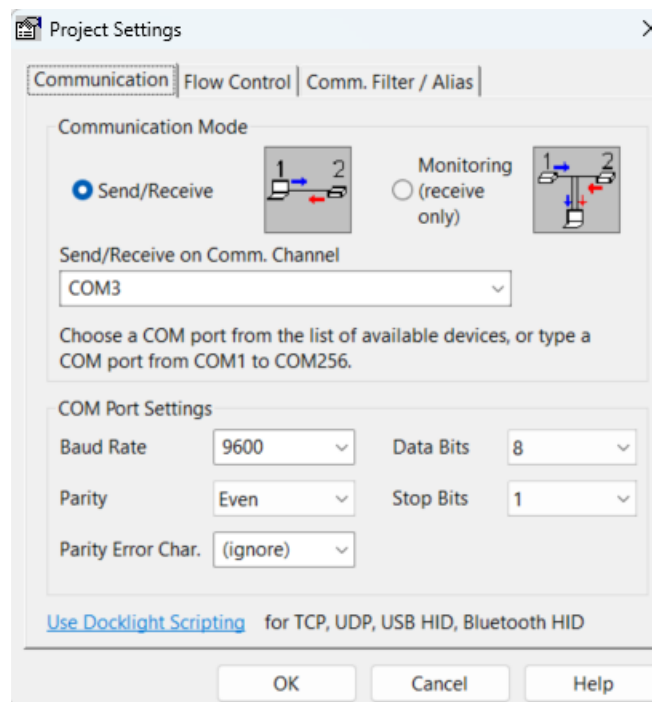 Project Settings
Communication Flow Control Comm. Filter / Alias
Communication Mode
Send/Receive
1 2
Monitoring
(receive
only)
1 2
Send/Receive on Comm. Channel
COM3
Choose a COM port from the list of available devices, or type a
COM port from COM1 to COM256.
COM Port Settings
Baud Rate 9600 Data Bits 8
Parity Even Stop Bits 1
Parity Error Char. (ignore)
Use Docklight Scripting for TCP, UDP, USB HID, Bluetooth HID
OK Cancel Help